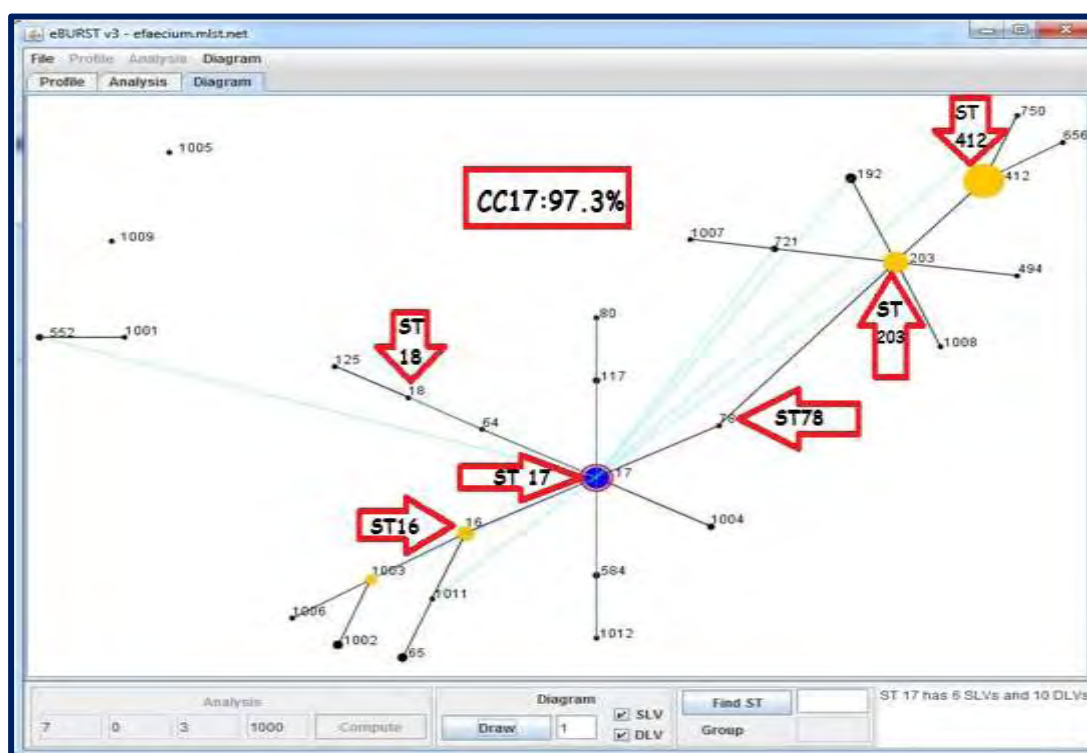 eBURST v3 - efaecium.mlst.net
File Profile Analysis Diagram
Profile Analysis Diagram
ST
412
750
656
412
1005
CC17:97.3%
192
1009
1007
721
203
494
ST
203
1008
552
1001
ST
18
80
125
18
117
64
78
ST78
ST 17
17
ST16
16
1004
1003
584
1011
1006
1002
65
1012
Analysis
7 0 3 1000 Compute
Diagram
Draw 1
SLV
DLV
Find ST
Group
ST 17 has 6 SLVs and 10 DLVs